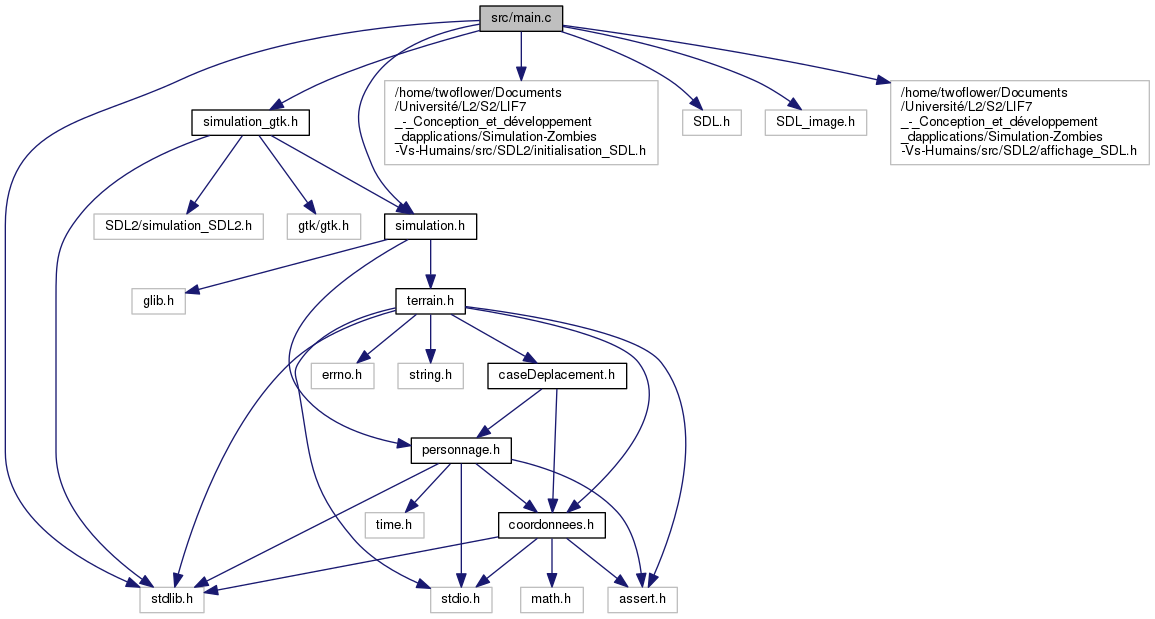 src/main.c
/home/twoflower/Documents
/Université/L2/S2/LIF7
_-_Conception_et_développement
_dapplications/Simulation-Zombies
-Vs-Humains/src/SDL2/initialisation_SDL.h
/home/twoflower/Documents
/Université/L2/S2/LIF7
_-_Conception_et_développement
_dapplications/Simulation-Zombies
-Vs-Humains/src/SDL2/affichage_SDL.h
simulation_gtk.h
SDL.h
SDL_image.h
SDL2/simulation_SDL2.h
gtk/gtk.h
simulation.h
glib.h
terrain.h
errno.h
string.h
caseDeplacement.h
personnage.h
time.h
coordonnees.h
stdlib.h
stdio.h
math.h
assert.h